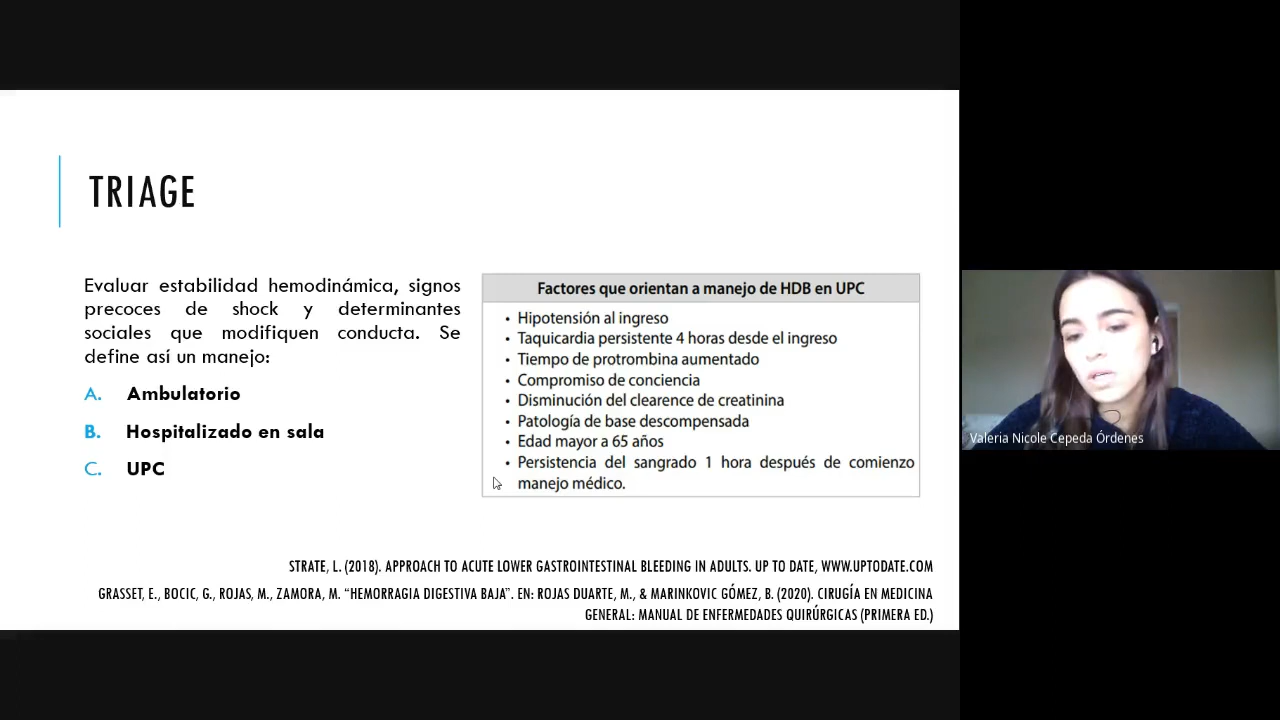 TRIAGE
Evaluar estabilidad hemodinámica, signos
precoces de shock y determinantes
sociales que modifiquen conducta. Se
define así un manejo:
A. Ambulatorio
B. Hospitalizado en sala
C. UPC
Factores que orientan a manejo de HDB en UPC
• Hipotensión al ingreso
• Taquicardia persistente 4 horas desde el ingreso
• Tiempo de protrombina aumentado
• Compromiso de conciencia
• Disminución del clearence de creatinina
• Patología de base descompensada
• Edad mayor a 65 años
• Persistencia del sangrado 1 hora después de comienzo
manejo médico.
STRATE, L. (2018). APPROACH TO ACUTE LOWER GASTROINTESTINAL BLEEDING IN ADULTS. UP TO DATE, WWW.UPTODATE.COM
GRASSET, E., BOCIC, G., ROJAS, M., ZAMORA, M. “HEMORRAGIA DIGESTIVA BAJA”. EN: ROJAS DUARTE, M., & MARINKOVIC GÓMEZ, B. (2020). CIRUGÍA EN MEDICINA
GENERAL: MANUAL DE ENFERMEDADES QUIRÚRGICAS (PRIMERA ED.)
Valeria Nicole Cepeda Órdenes